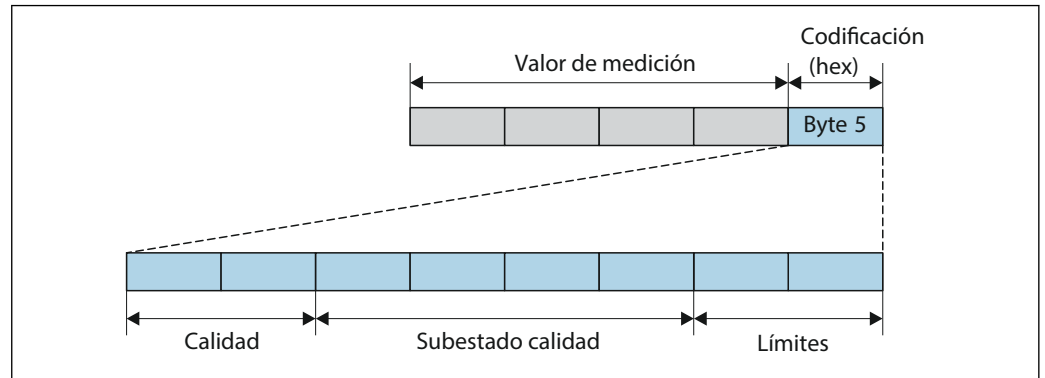 Codificación
(hex)
Valor de medición
Byte 5
Calidad
Subestado calidad
Límites